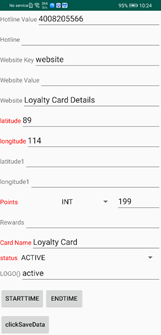 No service
95% 10:24
Hotline Value 4008205566
Hotline
Website Key website
Website Value
Website Loyalty Card Details
latitude 89
longitude 114
latitude1
longitude1
Points INT 199
Rewards
Card Name Loyalty Card
status ACTIVE
LOGO() active
STARTTIME ENDTIME
clickSaveData